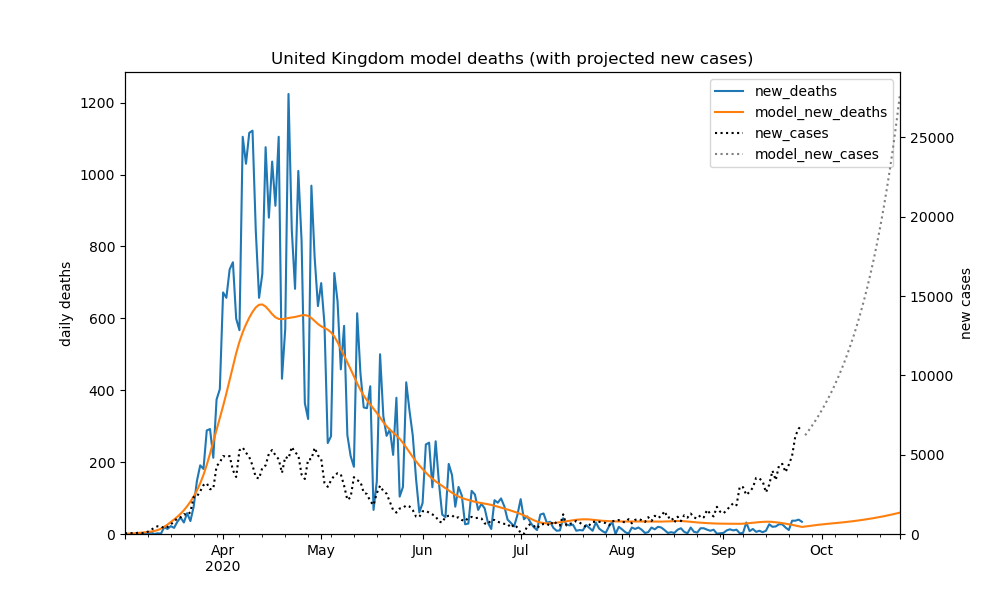 United Kingdom model deaths (with projected new cases)
new_deaths
model_new_deaths
new_cases
model_new_cases
1200
1000
800
600
400
200
0
daily deaths
25000
20000
15000
10000
5000
0
new cases
Apr
2020
May
Jun
Jul
Aug
Sep
Oct